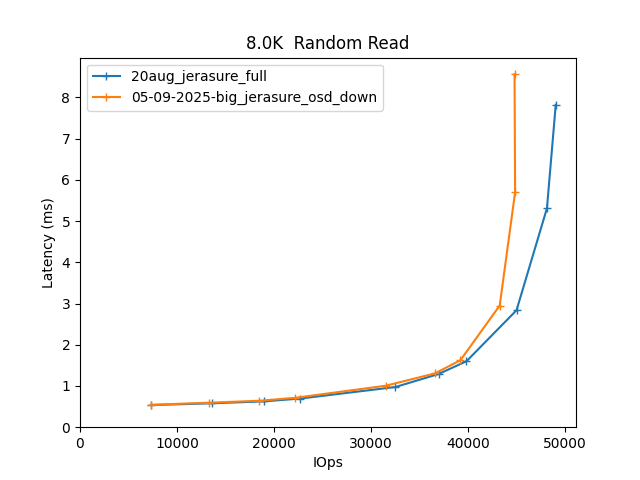 8.0K  Random Read
20aug_jerasure_full
05-09-2025-big_jerasure_osd_down
Latency (ms)
8
7
6
5
4
3
2
1
0
0 10000 20000 30000 40000 50000
IOps